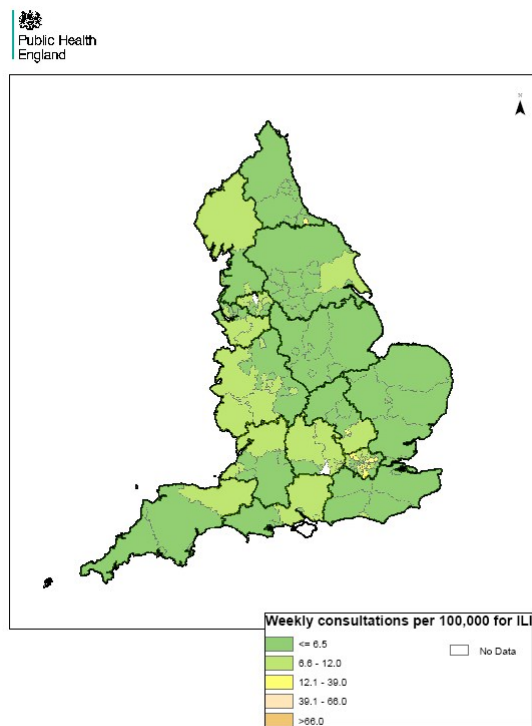 Public Health
England
N
Weekly consultations per 100,000 for ILI
<= 6.5
6.6 - 12.0
12.1 - 39.0
39.1 - 66.0
>66.0
No Data